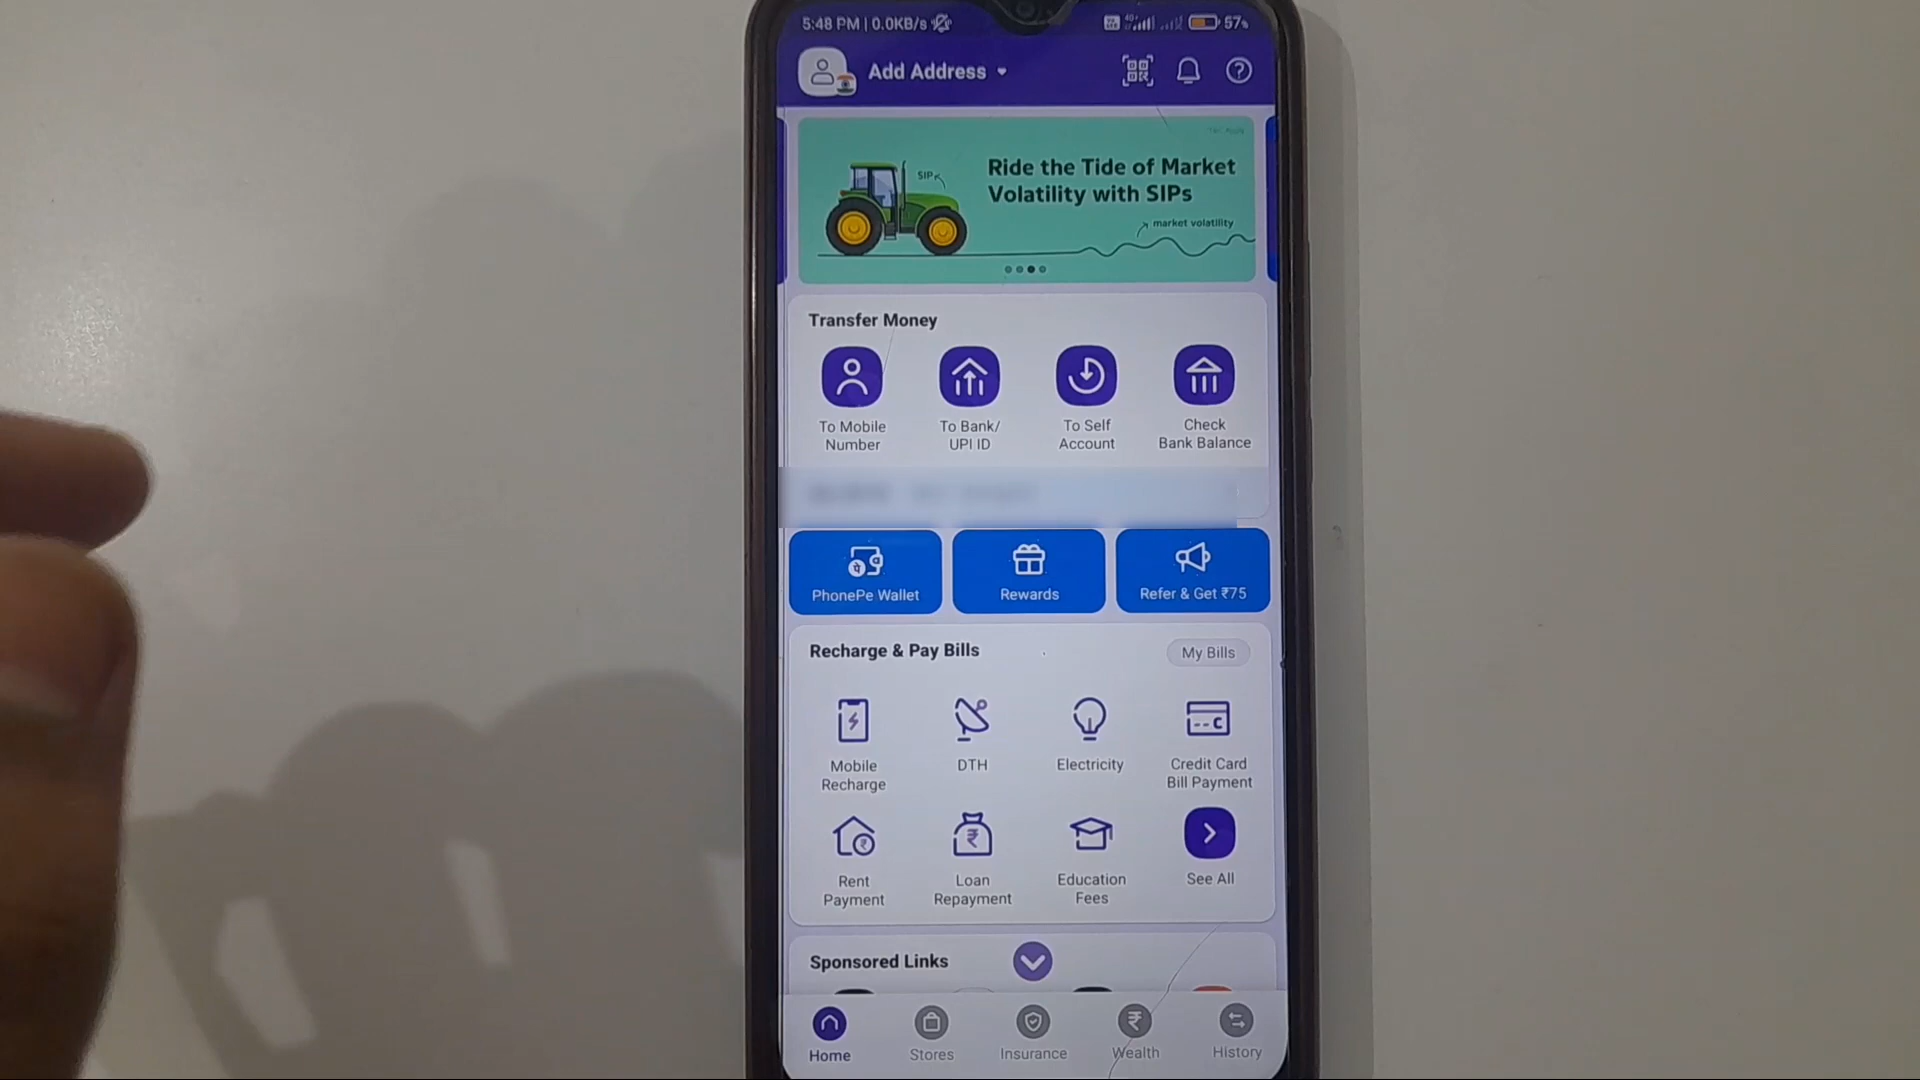 5:48 PM | 0.0KB/s
57%
Add Address
Ride the Tide of Market
Volatility with SIPs
SIP
market volatility
Transfer Money
To Mobile
Number
To Bank/
UPI ID
To Self
Account
Check
Bank Balance
PhonePe Wallet
Rewards
Refer & Get ₹75
Recharge & Pay Bills
My Bills
Mobile
Recharge
DTH
Electricity
Credit Card
Bill Payment
Rent
Payment
Loan
Repayment
Education
Fees
See All
Sponsored Links
Home
Stores
Insurance
Wealth
History